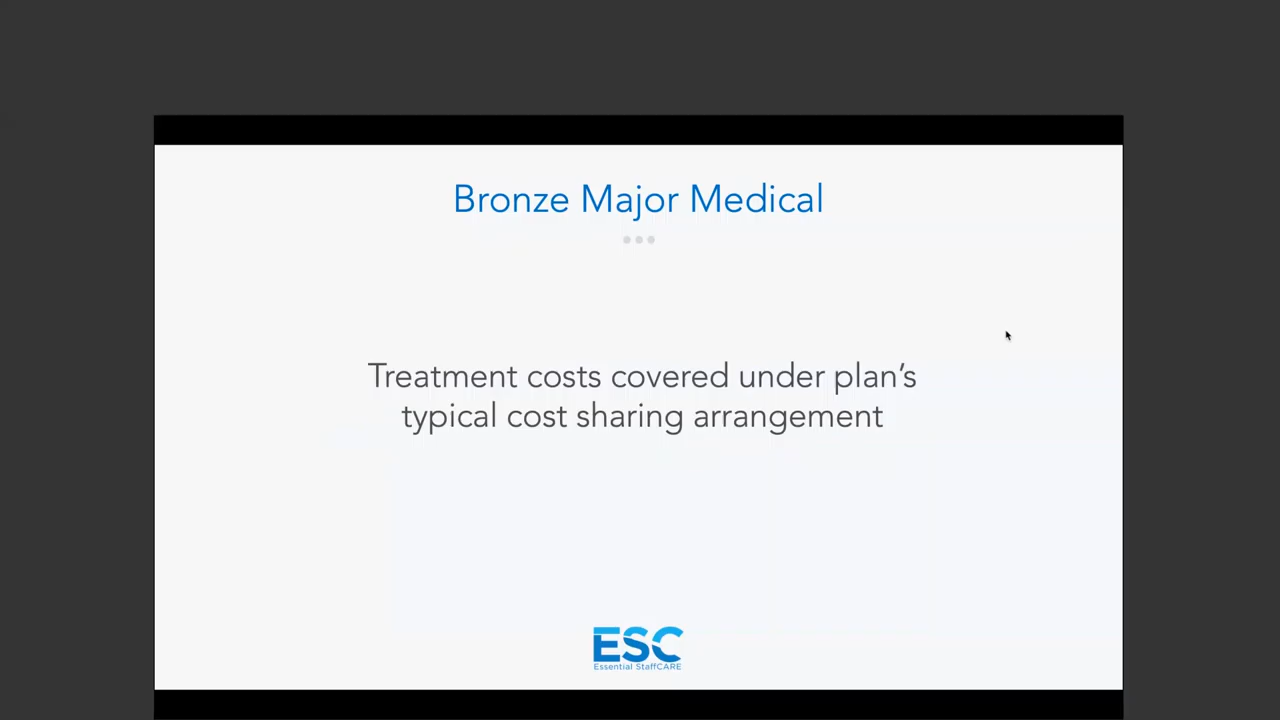 Bronze Major Medical
Treatment costs covered under plan’s
typical cost sharing arrangement
ESC
Essential StaffCARE